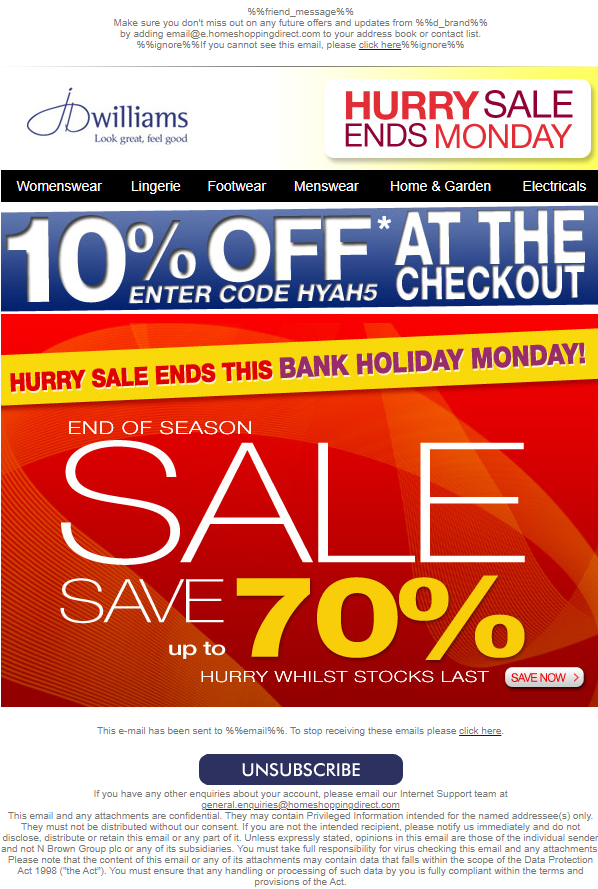 %%friend_message%%
Make sure you don't miss out on any future offers and updates from %%d_brand%%
by adding email@e.homeshoppingdirect.com to your address book or contact list.
%%ignore%%If you cannot see this email, please click here%%ignore%%
JDwilliams
Look great, feel good
HURRY SALE
ENDS MONDAY
Womenswear Lingerie Footwear Menswear Home & Garden Electricals
10% OFF* AT THE
CHECKOUT
ENTER CODE HYAH5
HURRY SALE ENDS THIS BANK HOLIDAY MONDAY!
END OF SEASON
SALE
SAVE
up to 70%
HURRY WHILST STOCKS LAST
SAVE NOW >
This e-mail has been sent to %%email%%. To stop receiving these emails please click here.
UNSUBSCRIBE
If you have any other enquiries about your account, please email our Internet Support team at
general.enquiries@homeshoppingdirect.com
This email and any attachments are confidential. They may contain Privileged Information intended for the named addressee(s) only.
They must not be distributed without our consent. If you are not the intended recipient, please notify us immediately and do not
disclose, distribute or retain this email or any part of it. Unless expressly stated, opinions in this email are those of the individual sender
and not N Brown Group plc or any of its subsidiaries. You must take full responsibility for virus checking this email and any attachments
Please note that the content of this email or any of its attachments may contain data that falls within the scope of the Data Protection
Act 1998 ("the Act"). You must ensure that any handling or processing of such data by you is fully compliant within the terms and
provisions of the Act.